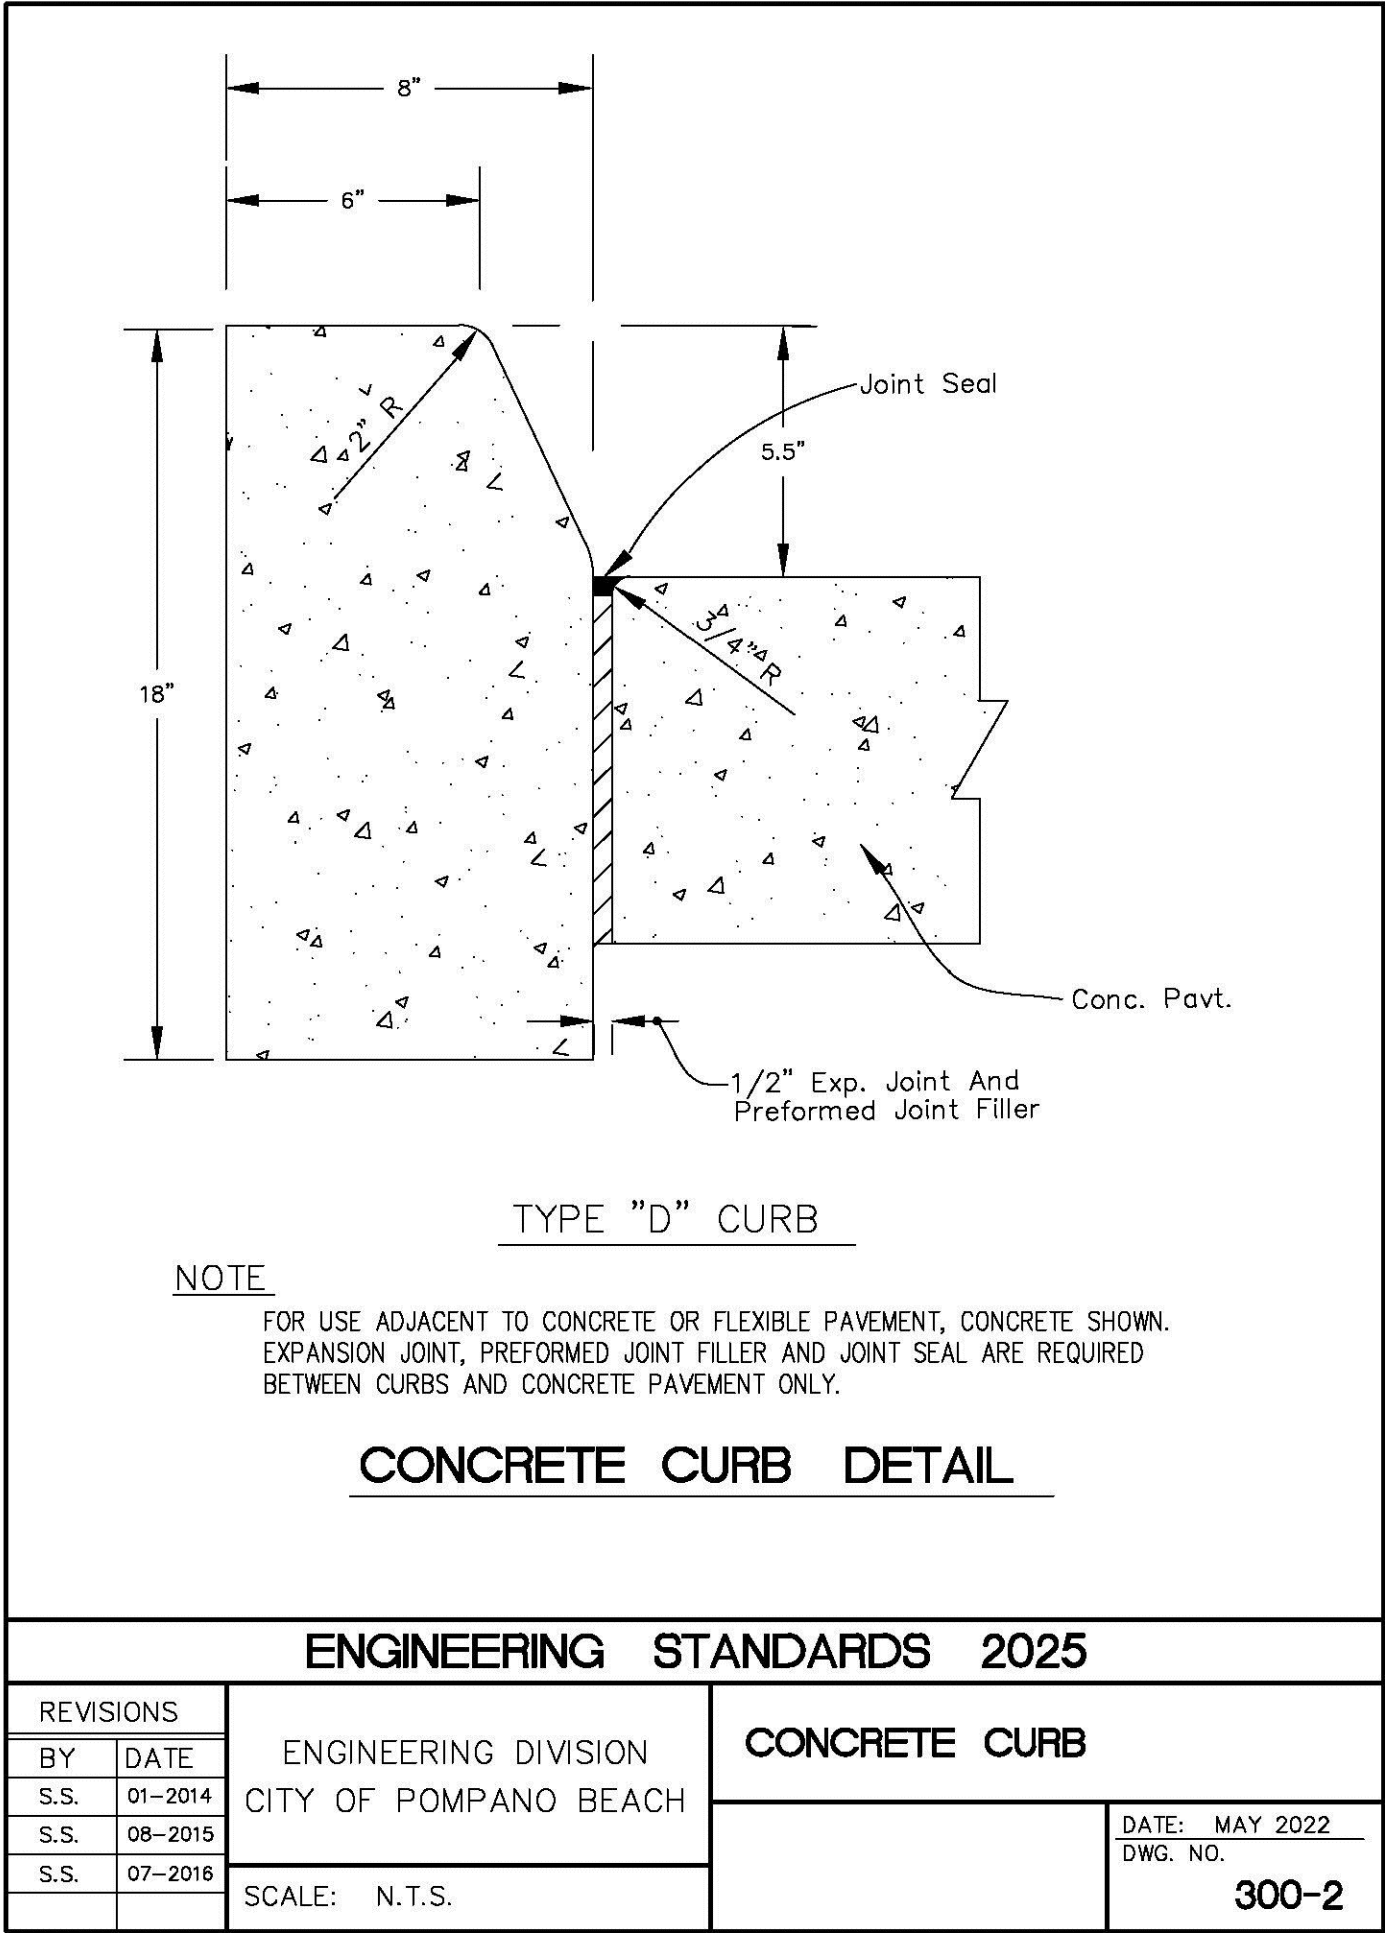 8"
6"
Joint Seal
2" R
5.5"
3/4" R
18"
Conc. Pavt.
1/2" Exp. Joint And
Preformed Joint Filler
TYPE "D" CURB
NOTE
FOR USE ADJACENT TO CONCRETE OR FLEXIBLE PAVEMENT, CONCRETE SHOWN.
EXPANSION JOINT, PREFORMED JOINT FILLER AND JOINT SEAL ARE REQUIRED
BETWEEN CURBS AND CONCRETE PAVEMENT ONLY.
CONCRETE CURB DETAIL
ENGINEERING STANDARDS 2025
REVISIONS
BY DATE
S.S. 01-2014
S.S. 08-2015
S.S. 07-2016
ENGINEERING DIVISION
CITY OF POMPANO BEACH
SCALE: N.T.S.
CONCRETE CURB
DATE: MAY 2022
DWG. NO.
300-2